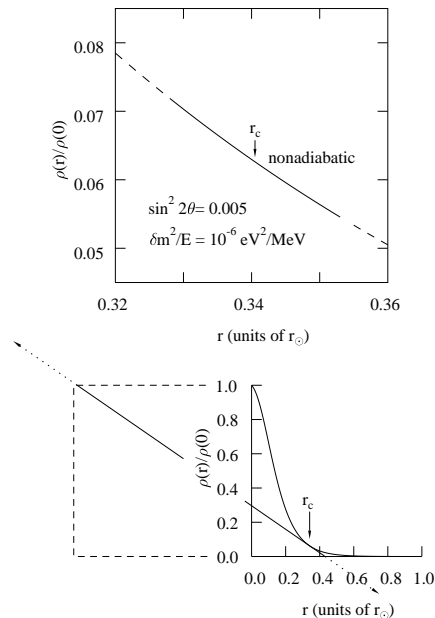 0.08
0.07
0.06
0.05
ρ(r)/ρ(0)
r_c
nonadiabatic
sin² 2θ= 0.005
δm²/E = 10⁻⁶ eV²/MeV
0.32 0.34 0.36
r (units of r_⊙)
1.0
0.8
0.6
0.4
0.2
0.0
ρ(r)/ρ(0)
r_c
0.0 0.2 0.4 0.6 0.8 1.0
r (units of r_⊙)